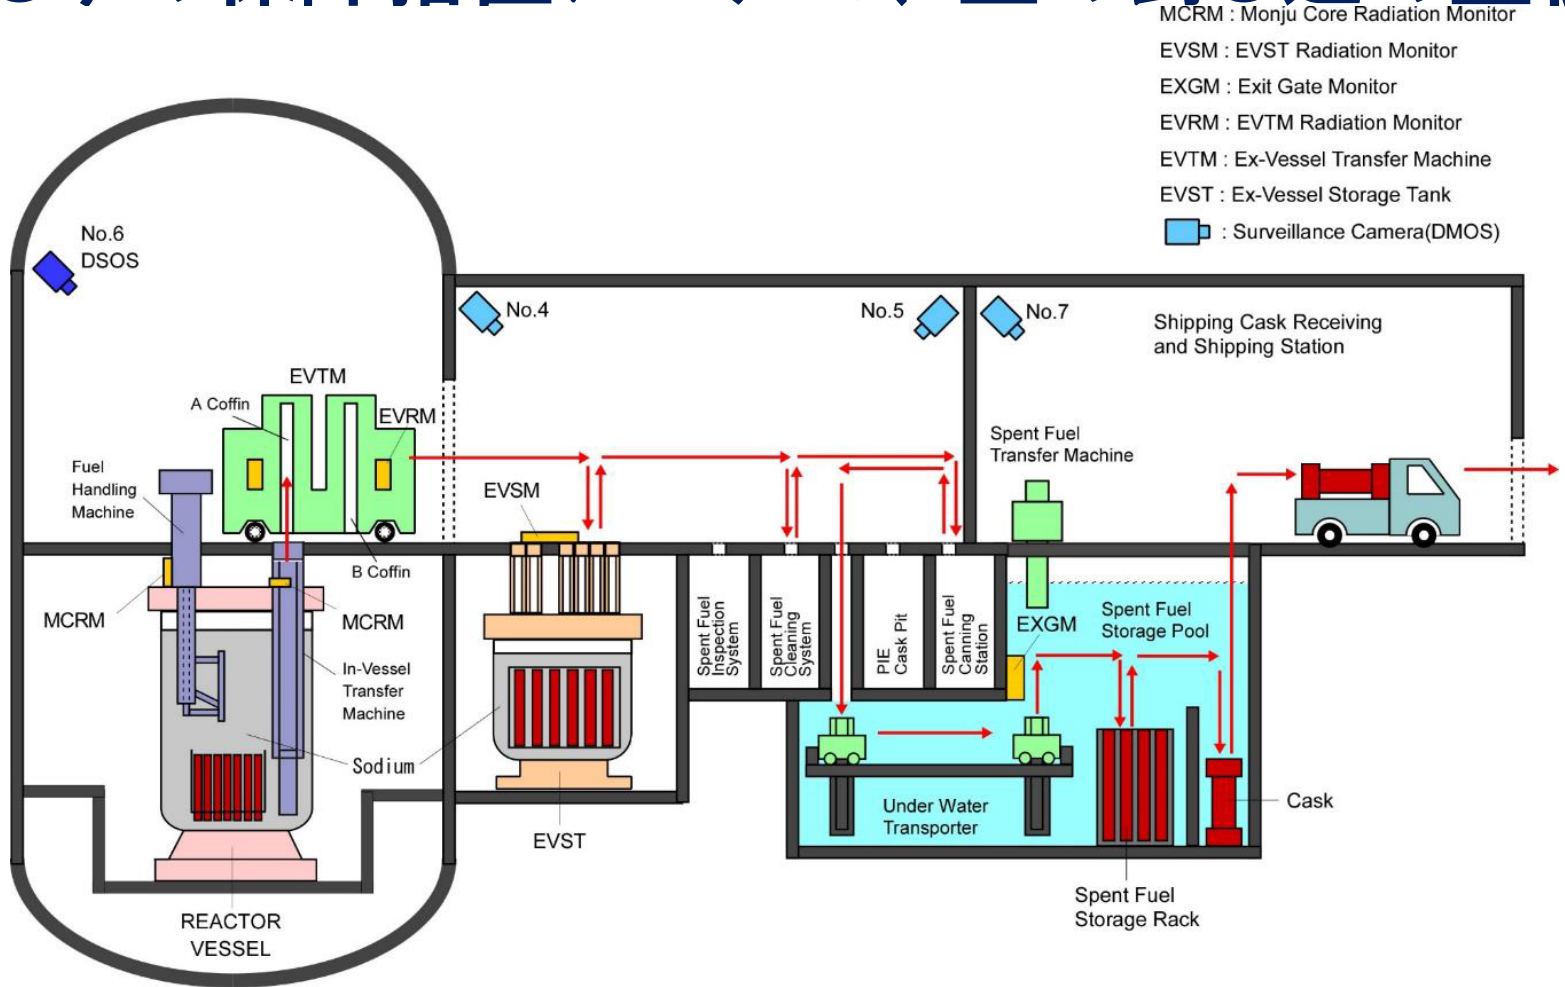 MCRM : Monju Core Radiation Monitor
EVSM : EVST Radiation Monitor
EXGM : Exit Gate Monitor
EVRM : EVTM Radiation Monitor
EVTM : Ex-Vessel Transfer Machine
EVST : Ex-Vessel Storage Tank
: Surveillance Camera(DMOS)
No.6
DSOS
No.4
No.5
No.7
Shipping Cask Receiving
and Shipping Station
EVTM
A Coffin
EVRM
Fuel
Handling
Machine
B Coffin
EVSM
Spent Fuel
Transfer Machine
MCRM
MCRM
In-Vessel
Transfer
Machine
Sodium
Spent Fuel
Inspection
System
Spent Fuel
Cleaning
System
PIE
Cask Pit
Spent Fuel
Canning
Station
EXGM
Spent Fuel
Storage Pool
Under Water
Transporter
Cask
EVST
REACTOR
VESSEL
Spent Fuel
Storage Rack